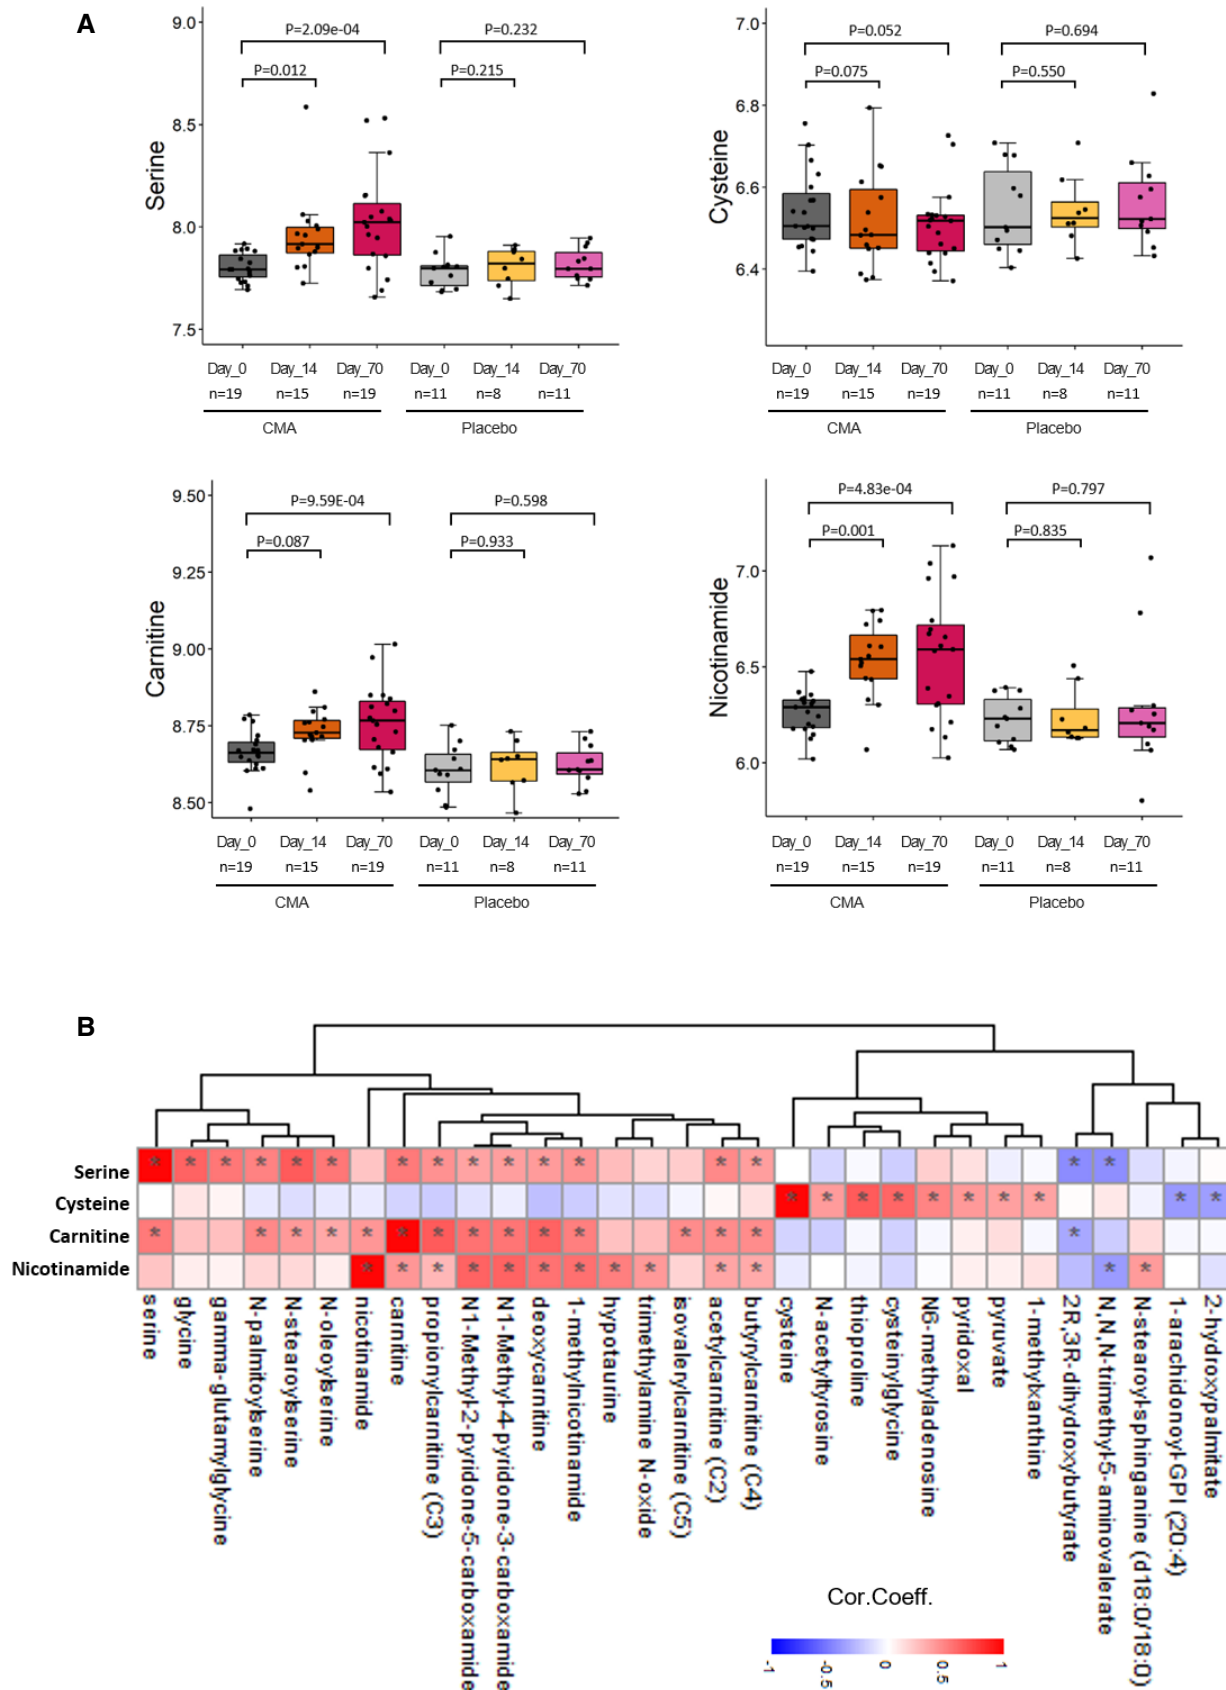 A
Serine
9.0
8.5
8.0
7.5
P=2.09e-04
P=0.012
P=0.232
P=0.215
Day_0 Day_14 Day_70 Day_0 Day_14 Day_70
n=19 n=15 n=19 n=11 n=8 n=11
CMA Placebo
Cysteine
7.0
6.8
6.6
6.4
P=0.052
P=0.075
P=0.694
P=0.550
Day_0 Day_14 Day_70 Day_0 Day_14 Day_70
n=19 n=15 n=19 n=11 n=8 n=11
CMA Placebo
Carnitine
9.50
9.25
9.00
8.75
8.50
P=9.59E-04
P=0.087
P=0.598
P=0.933
Day_0 Day_14 Day_70 Day_0 Day_14 Day_70
n=19 n=15 n=19 n=11 n=8 n=11
CMA Placebo
Nicotinamide
7.0
6.5
6.0
P=4.83e-04
P=0.001
P=0.797
P=0.835
Day_0 Day_14 Day_70 Day_0 Day_14 Day_70
n=19 n=15 n=19 n=11 n=8 n=11
CMA Placebo
B
Serine
Cysteine
Carnitine
Nicotinamide
serine
glycine
gamma-glutamylglycine
N-palmitoylserine
N-stearoylserine
N-oleoylserine
nicotinamide
carnitine
propionylcarnitine (C3)
N1-Methyl-2-pyridone-5-carboxamide
N1-Methyl-4-pyridone-3-carboxamide
deoxycarnitine
1-methylnicotinamide
hypotaurine
trimethylamine N-oxide
isovalerylcarnitine (C5)
acetylcarnitine (C2)
butyrylcarnitine (C4)
cysteine
N-acetyltyrosine
thioproline
cysteinylglycine
N6-methyladenosine
pyridoxal
pyruvate
1-methylxanthine
2R,3R-dihydroxybutyrate
N,N,N-trimethyl-5-aminovalerate
N-stearoyl-sphinganine (d18:0/18:0)
1-arachidonoyl-GPI (20:4)
2-hydroxypalmitate
Cor.Coeff.
-1 -0.5 0 0.5 1